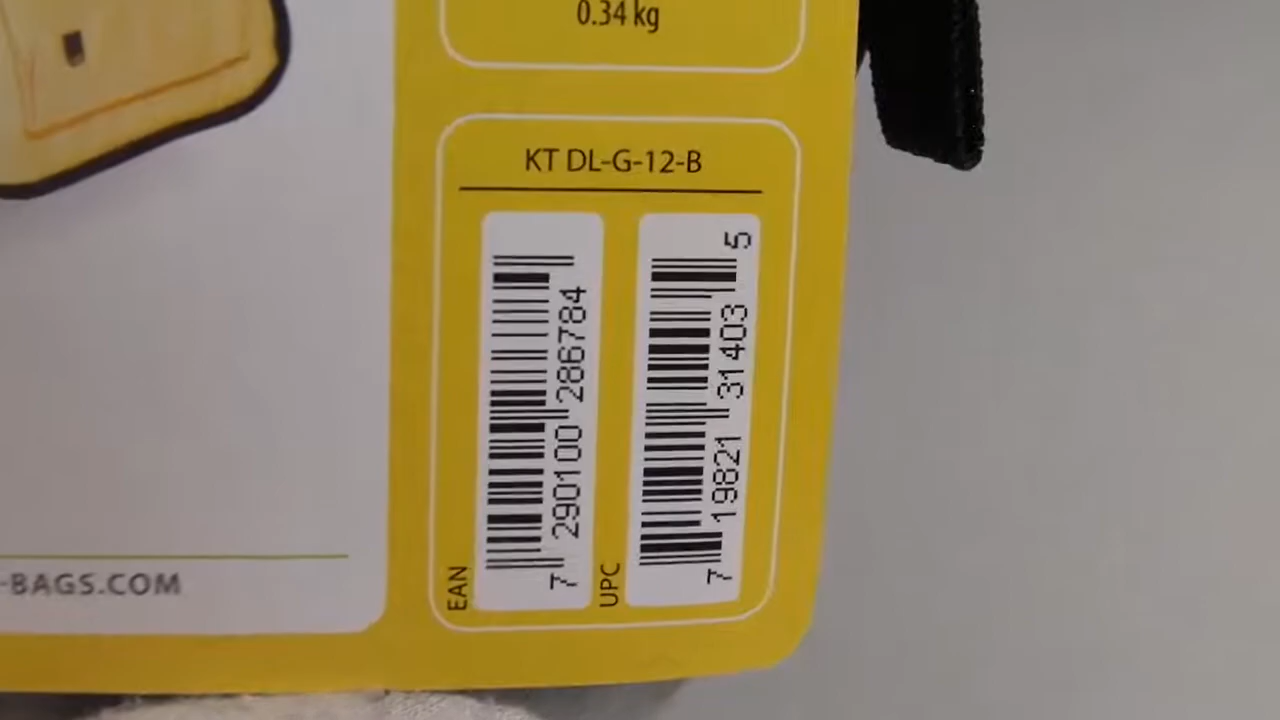 0.34 kg
KT DL-G-12-B
EAN
7 290100 286784
UPC
7 19821 31403 5
-BAGS.COM